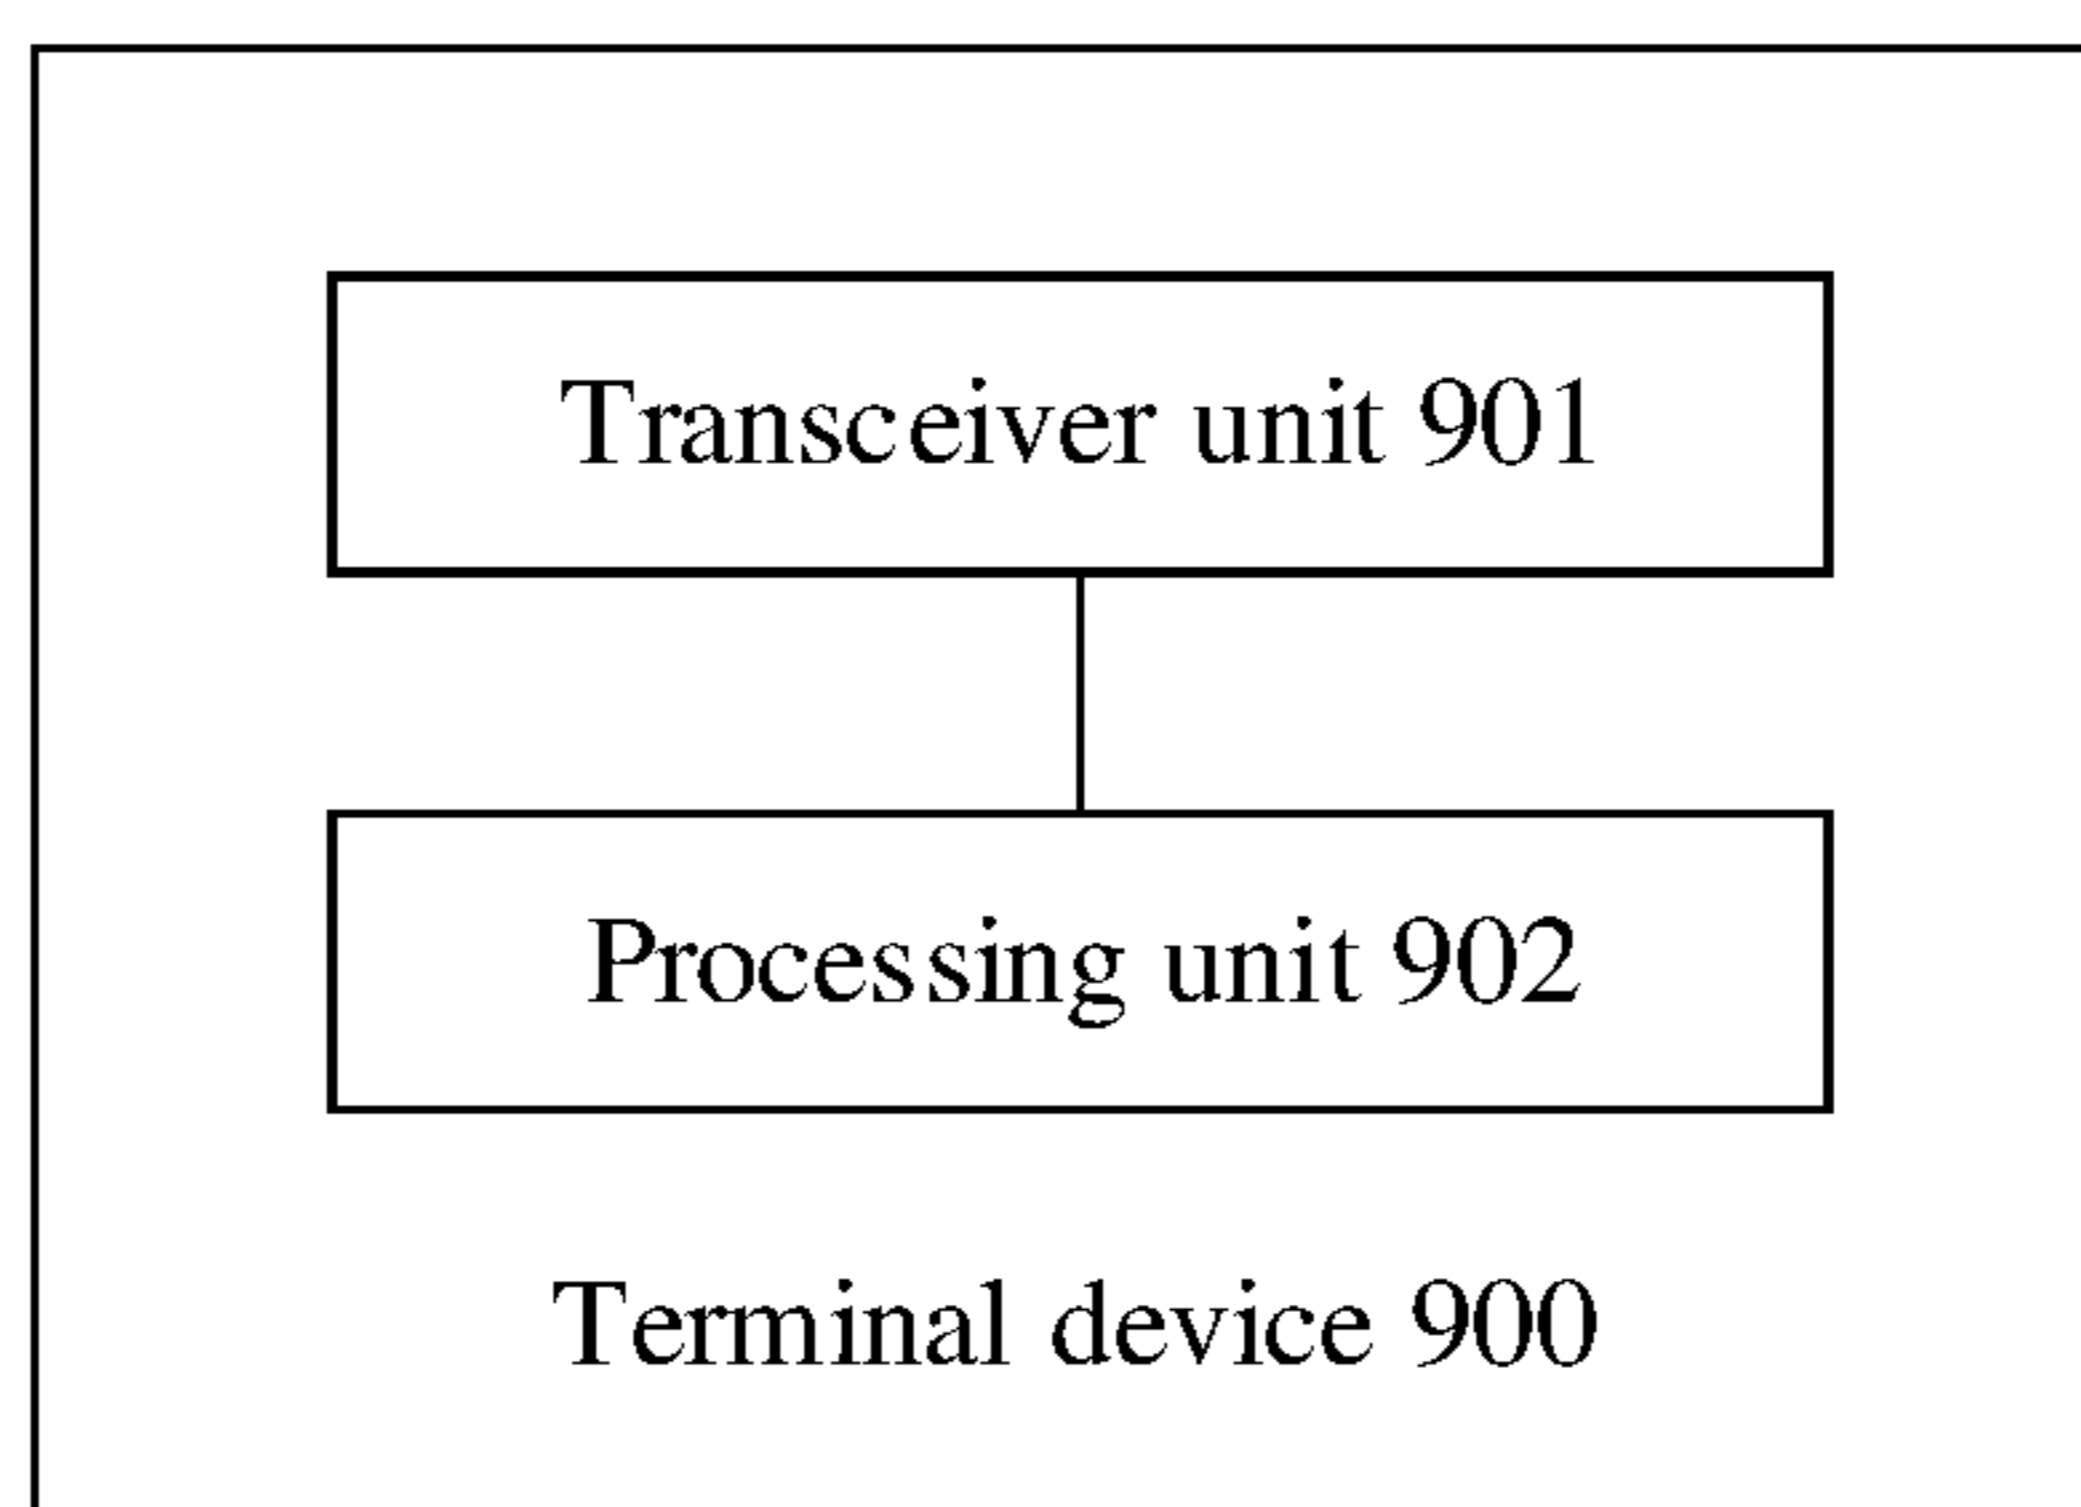 Transceiver unit 901
Processing unit 902
Terminal device 900